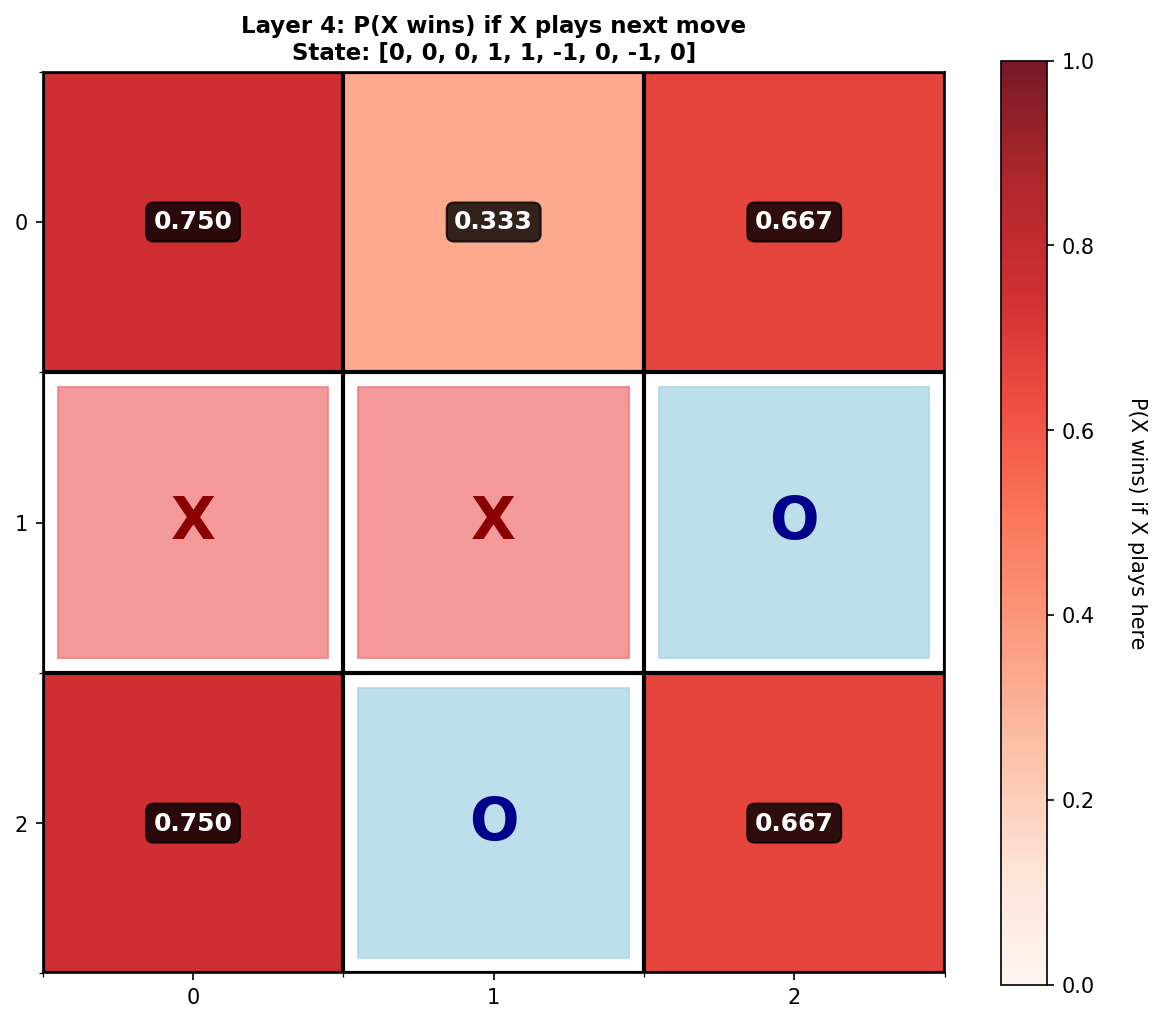 Layer 4: P(X wins) if X plays next move
State: [0, 0, 0, 1, 1, -1, 0, -1, 0]
0
0.750
0.333
0.667
1
X
X
O
2
0.750
O
0.667
0
1
2
1.0
0.8
0.6
0.4
0.2
0.0
P(X wins) if X plays here